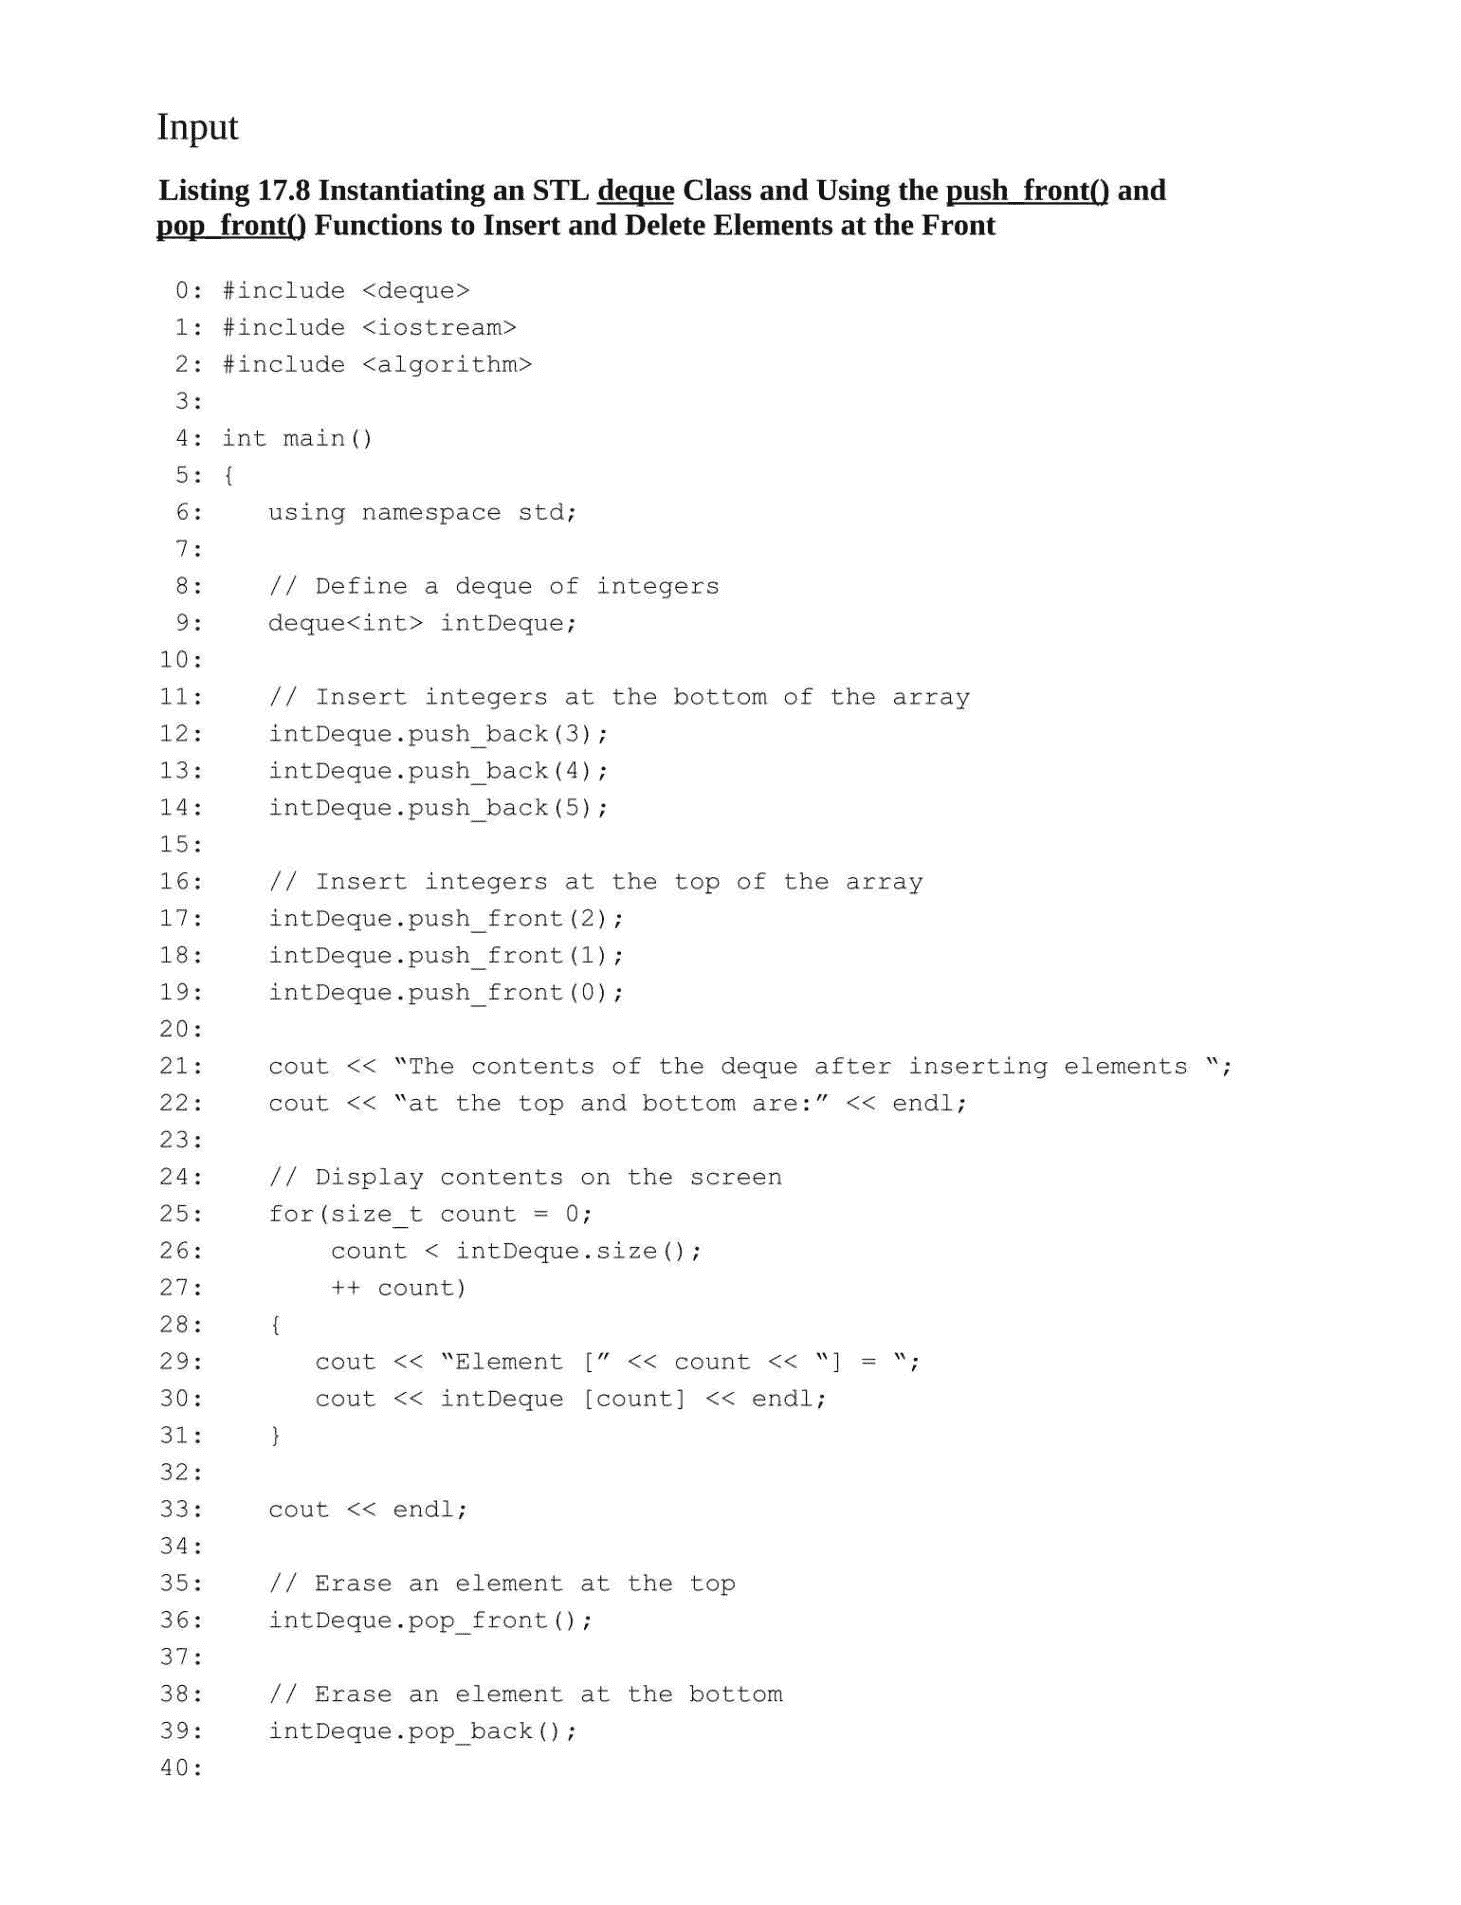 Input
Listing 17.8 Instantiating an STL deque Class and Using the push_front() and
pop_front() Functions to Insert and Delete Elements at the Front
0: #include <deque>
1: #include <iostream>
2: #include <algorithm>
3:
4: int main()
5: {
6:    using namespace std;
7:
8:    // Define a deque of integers
9:    deque<int> intDeque;
10:
11:    // Insert integers at the bottom of the array
12:    intDeque.push_back(3);
13:    intDeque.push_back(4);
14:    intDeque.push_back(5);
15:
16:    // Insert integers at the top of the array
17:    intDeque.push_front(2);
18:    intDeque.push_front(1);
19:    intDeque.push_front(0);
20:
21:    cout << “The contents of the deque after inserting elements “;
22:    cout << “at the top and bottom are:” << endl;
23:
24:    // Display contents on the screen
25:    for(size_t count = 0;
26:        count < intDeque.size();
27:        ++ count)
28:    {
29:       cout << “Element [” << count << “] = “;
30:       cout << intDeque [count] << endl;
31:    }
32:
33:    cout << endl;
34:
35:    // Erase an element at the top
36:    intDeque.pop_front();
37:
38:    // Erase an element at the bottom
39:    intDeque.pop_back();
40: